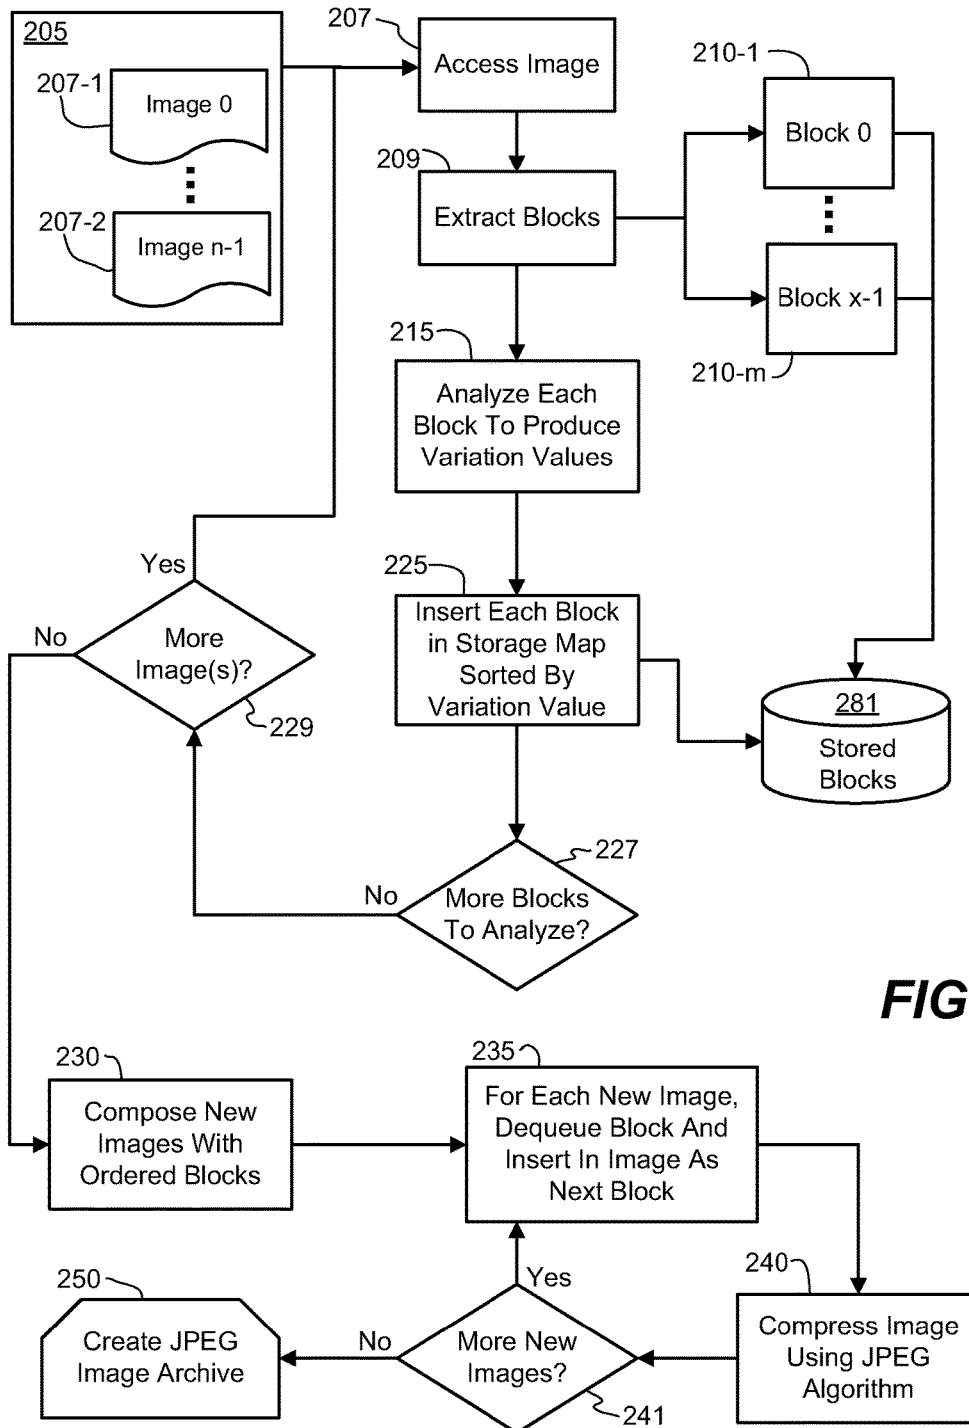 205
207-1
Image 0
207-2
Image n-1
207
Access Image
209
Extract Blocks
210-1
Block 0
Block x-1
210-m
215
Analyze Each
Block To Produce
Variation Values
225
Insert Each Block
in Storage Map
Sorted By
Variation Value
281
Stored
Blocks
Yes
No
More
Image(s)?
229
227
No
More Blocks
To Analyze?
FIG
230
Compose New
Images With
Ordered Blocks
235
For Each New Image,
Dequeue Block And
Insert In Image As
Next Block
240
Compress Image
Using JPEG
Algorithm
Yes
No
More New
Images?
241
250
Create JPEG
Image Archive